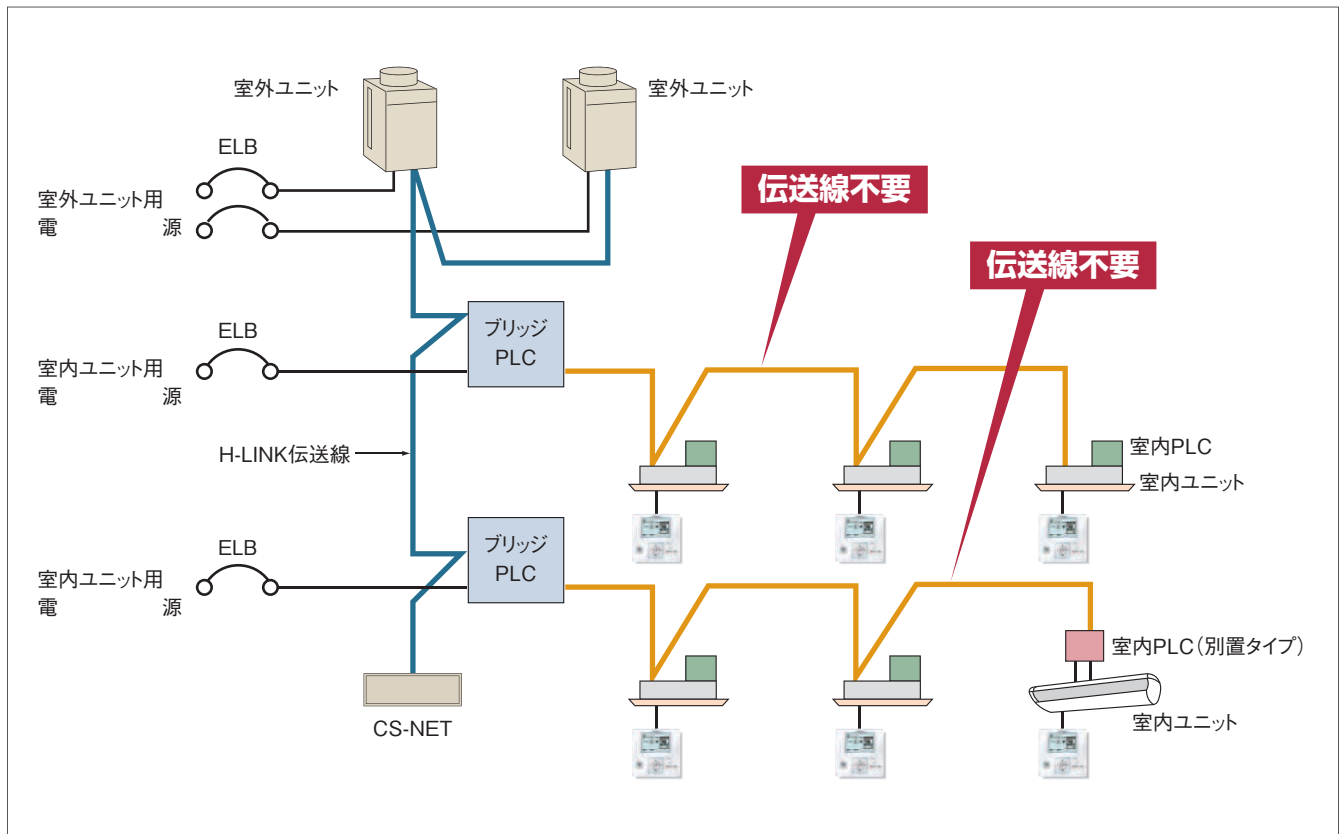 室外ユニット
室外ユニット
ELB
室外ユニット用
電 源
伝送線不要
伝送線不要
ELB
ブリッジ
PLC
室内ユニット用
電 源
H-LINK伝送線
室内PLC
室内ユニット
ELB
ブリッジ
PLC
室内ユニット用
電 源
室内PLC(別置タイプ)
室内ユニット
CS-NET